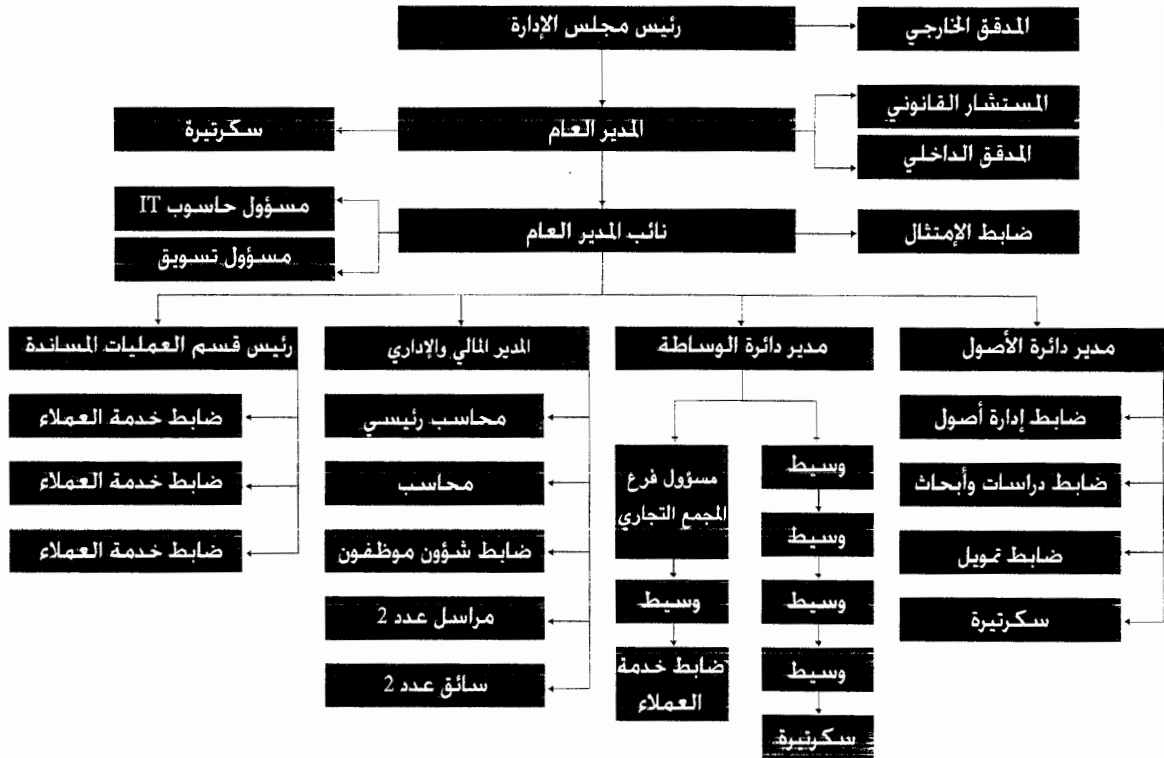 رئيس مجلس الإدارة
المدقق الخارجي
المستشار القانوني
المدير العام
سكرتيرة
المدقق الداخلي
مسؤول حاسوب IT
نائب المدير العام
ضابط الإمتثال
مسؤول تسويق
مدير دائرة الأصول
مدير دائرة الوساطة
المدير المالي والإداري
رئيس قسم العمليات المساندة
ضابط إدارة أصول
ضابط دراسات وأبحاث
ضابط تمويل
سكرتيرة
وسيط
وسيط
وسيط
وسيط
سكرتيرة
مسؤول فرع
المجمع التجاري
وسيط
ضابط خدمة
العملاء
محاسب رئيسي
محاسب
ضابط شؤون موظفون
مراسل عدد 2
سائق عدد 2
ضابط خدمة العملاء
ضابط خدمة العملاء
ضابط خدمة العملاء